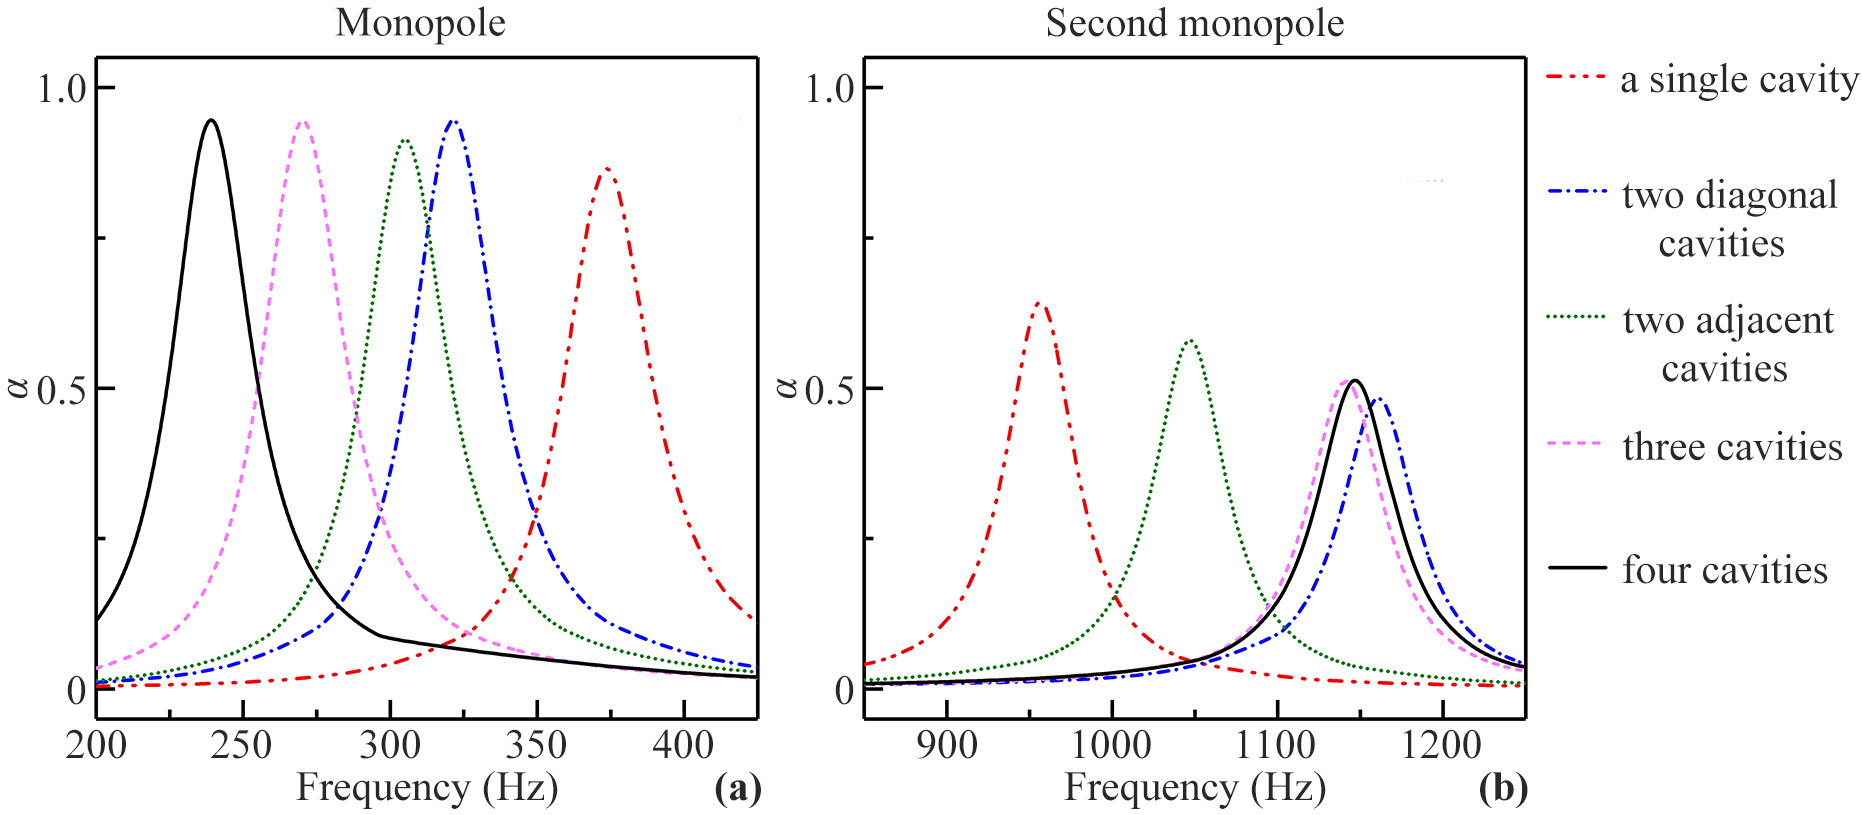 Monopole
1.0
0.5
0
α
200 250 300 350 400
Frequency (Hz)
(a)
Second monopole
1.0
0.5
0
α
900 1000 1100 1200
Frequency (Hz)
(b)
a single cavity
two diagonal
cavities
two adjacent
cavities
three cavities
four cavities